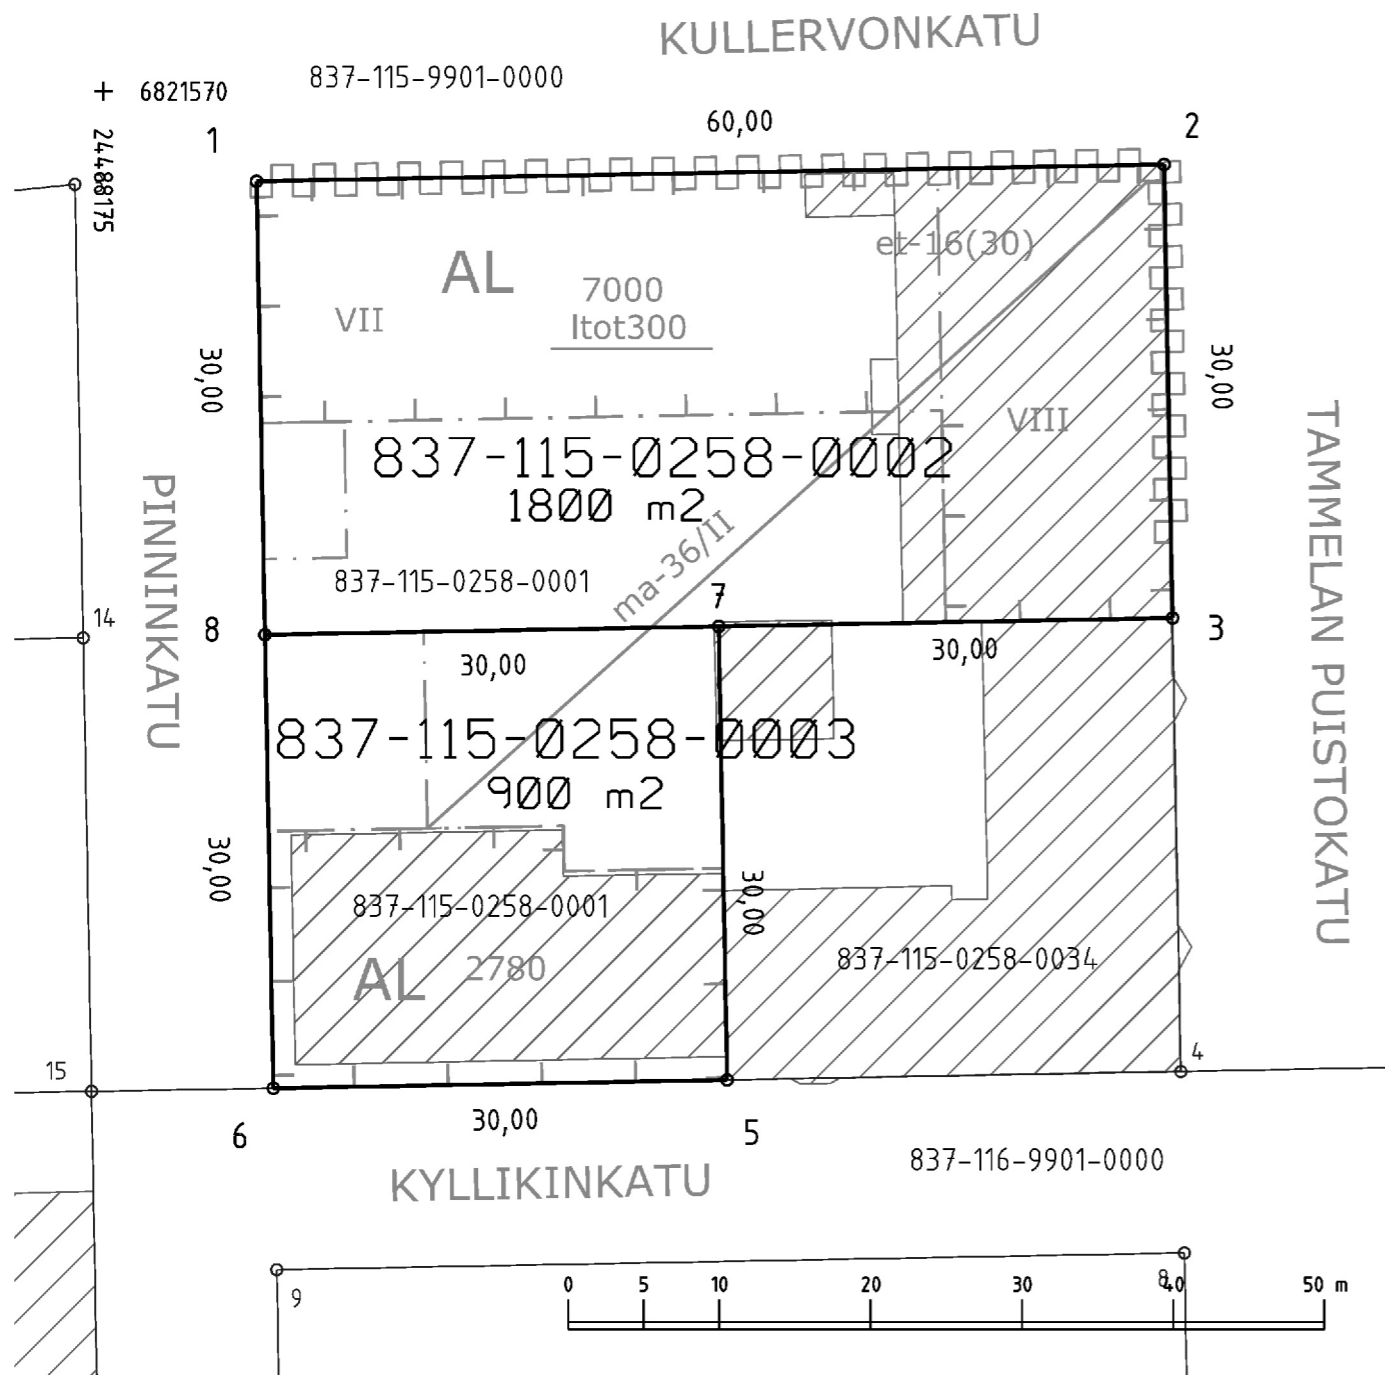 KULLERVONKATU
837-115-9901-0000
+ 6821570
24488175
60,00
1
2
AL
7000
Itot300
VII
et-16(30)
VIII
30,00
30,00
837-115-0258-0002
1800 m2
ma-36/II
837-115-0258-0001
PINNINKATU
TAMMELAN PUISTOKATU
14
8
7
3
30,00
30,00
837-115-0258-0003
900 m2
30,00
30,00
837-115-0258-0001
AL 2780
837-115-0258-0034
15
4
6
30,00
5
KYLLIKINKATU
837-116-9901-0000
9
8
0 5 10 20 30 40 50 m